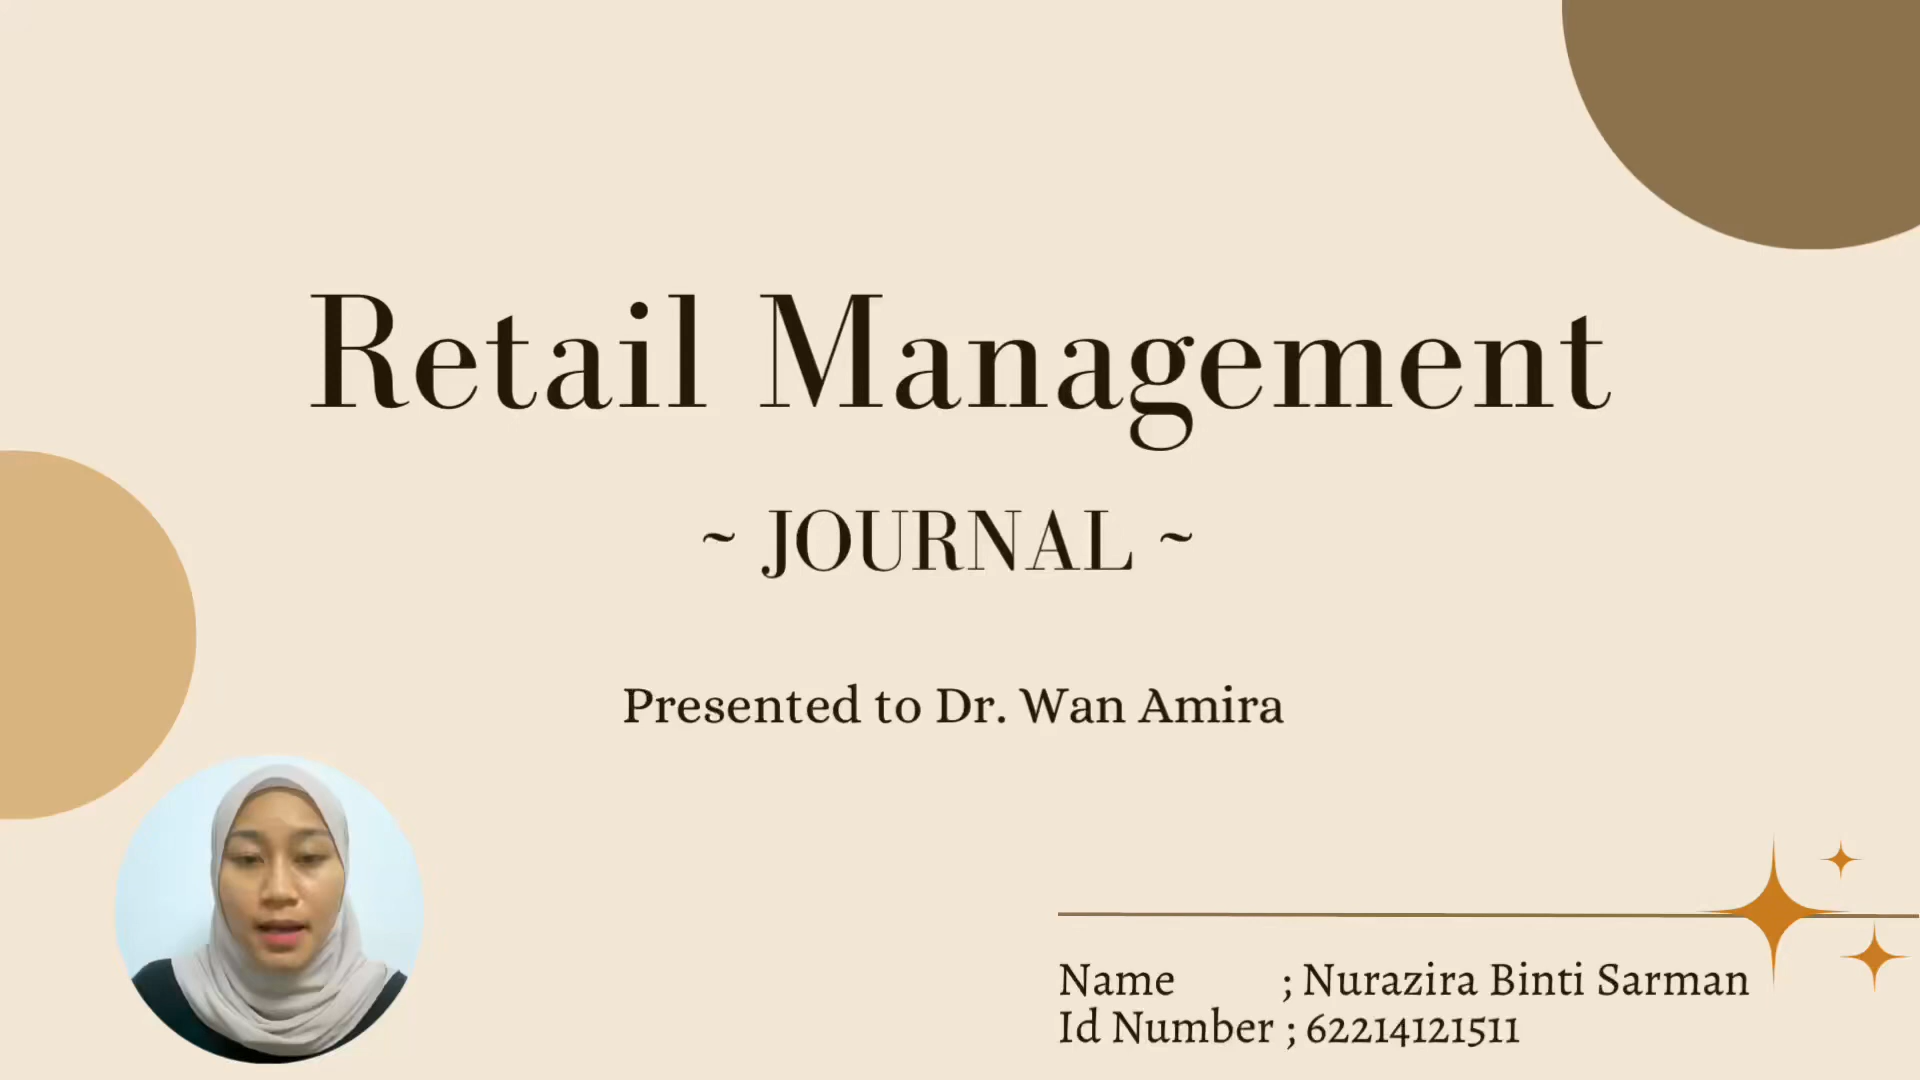 Retail Management
~ JOURNAL ~
Presented to Dr. Wan Amira
Name ; Nurazira Binti Sarman
Id Number ; 62214121511